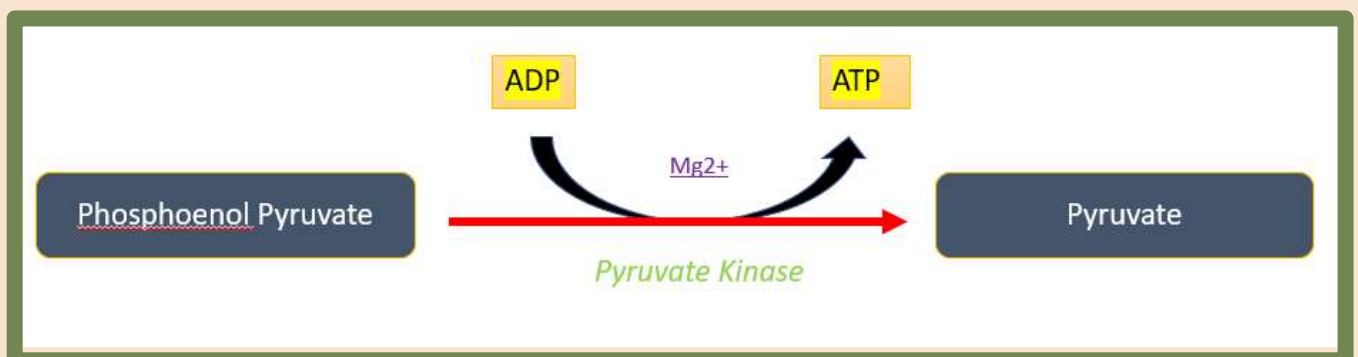 ADP
ATP
Mg2+
Phosphoenol Pyruvate
Pyruvate
Pyruvate Kinase